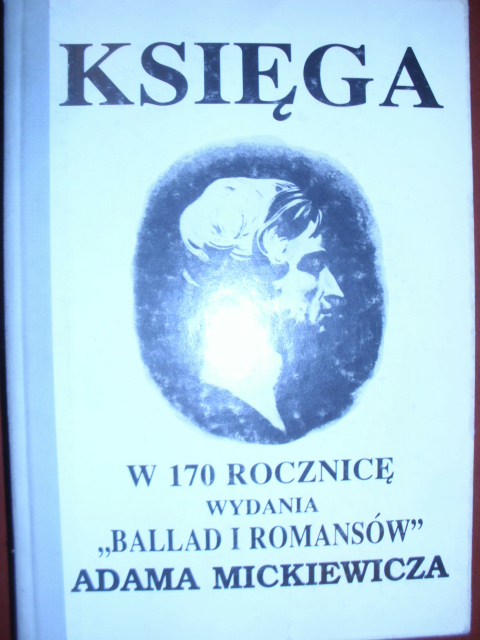 KSIĘGA
W 170 ROCZNICĘ
WYDANIA
„BALLAD I ROMANSÓW”
ADAMA MICKIEWICZA